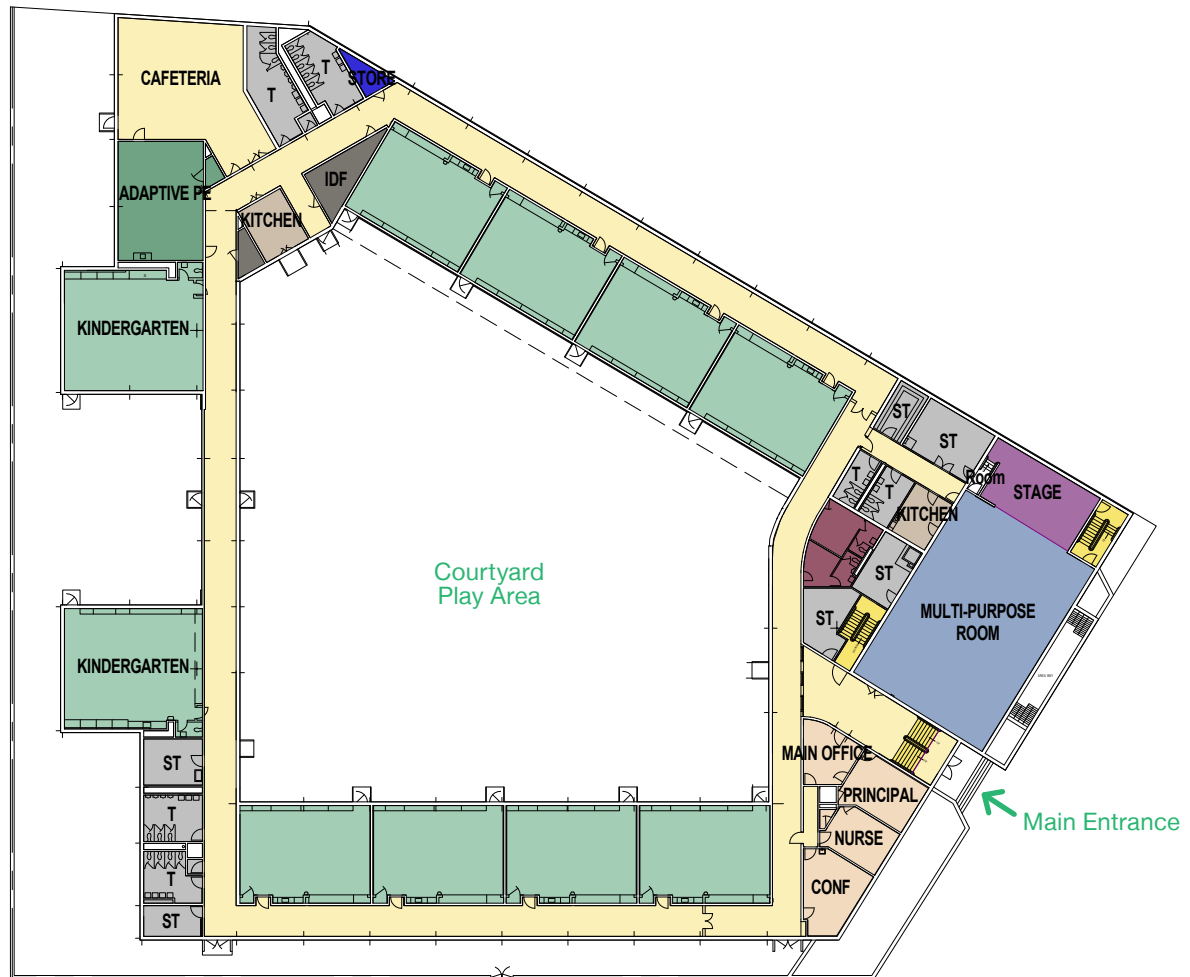 CAFETERIA
T
T
STORE
ADAPTIVE PE
IDF
KITCHEN
KINDERGARTEN
ST
ST
Room
STAGE
T
T
KITCHEN
ST
ST
MULTI-PURPOSE
ROOM
Courtyard
Play Area
KINDERGARTEN
ST
T
T
ST
MAIN OFFICE
PRINCIPAL
NURSE
CONF
Main Entrance